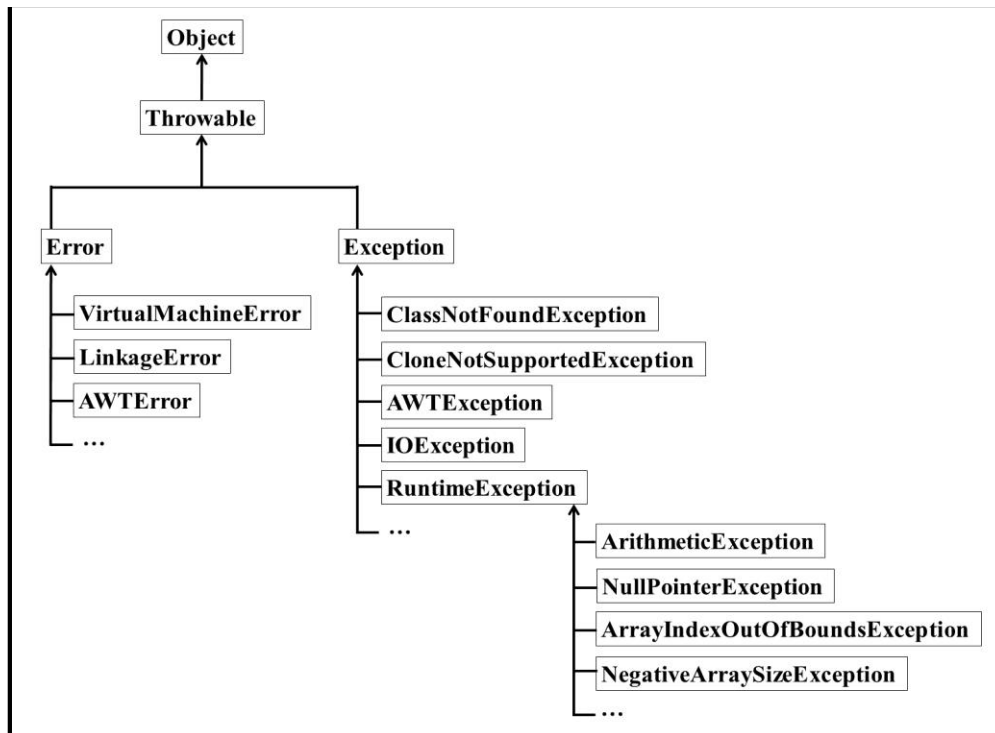 Object
Throwable
Error
Exception
VirtualMachineError
LinkageError
AWTError
...
ClassNotFoundException
CloneNotSupportedException
AWTException
IOException
RuntimeException
...
ArithmeticException
NullPointerException
ArrayIndexOutOfBoundsException
NegativeArraySizeException
...